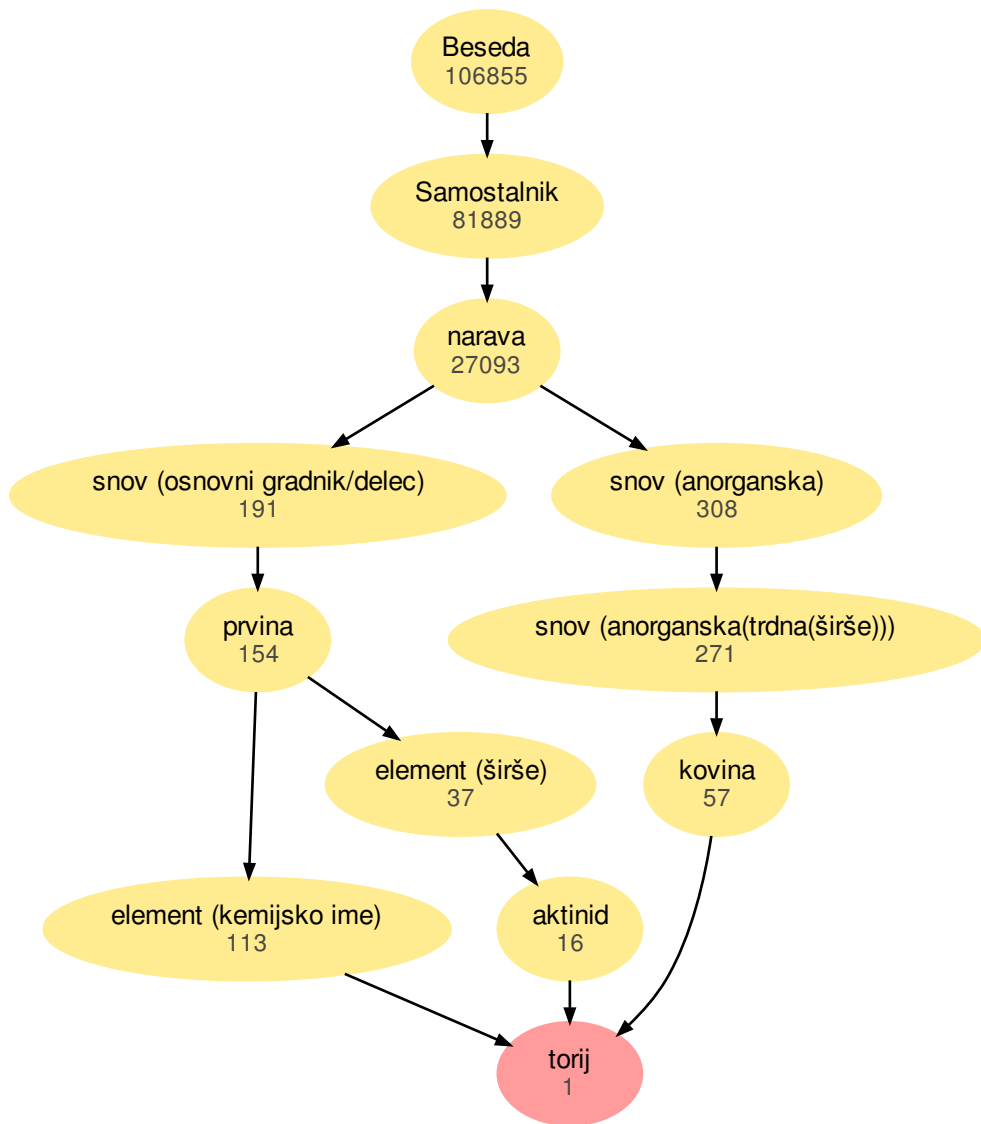 Beseda
106855
Samostalnik
81889
narava
27093
snov (osnovni gradnik/delec)
191
snov (anorganska)
308
prvina
154
snov (anorganska(trdna(širše)))
271
element (širše)
37
kovina
57
element (kemijsko ime)
113
aktinid
16
torij
1